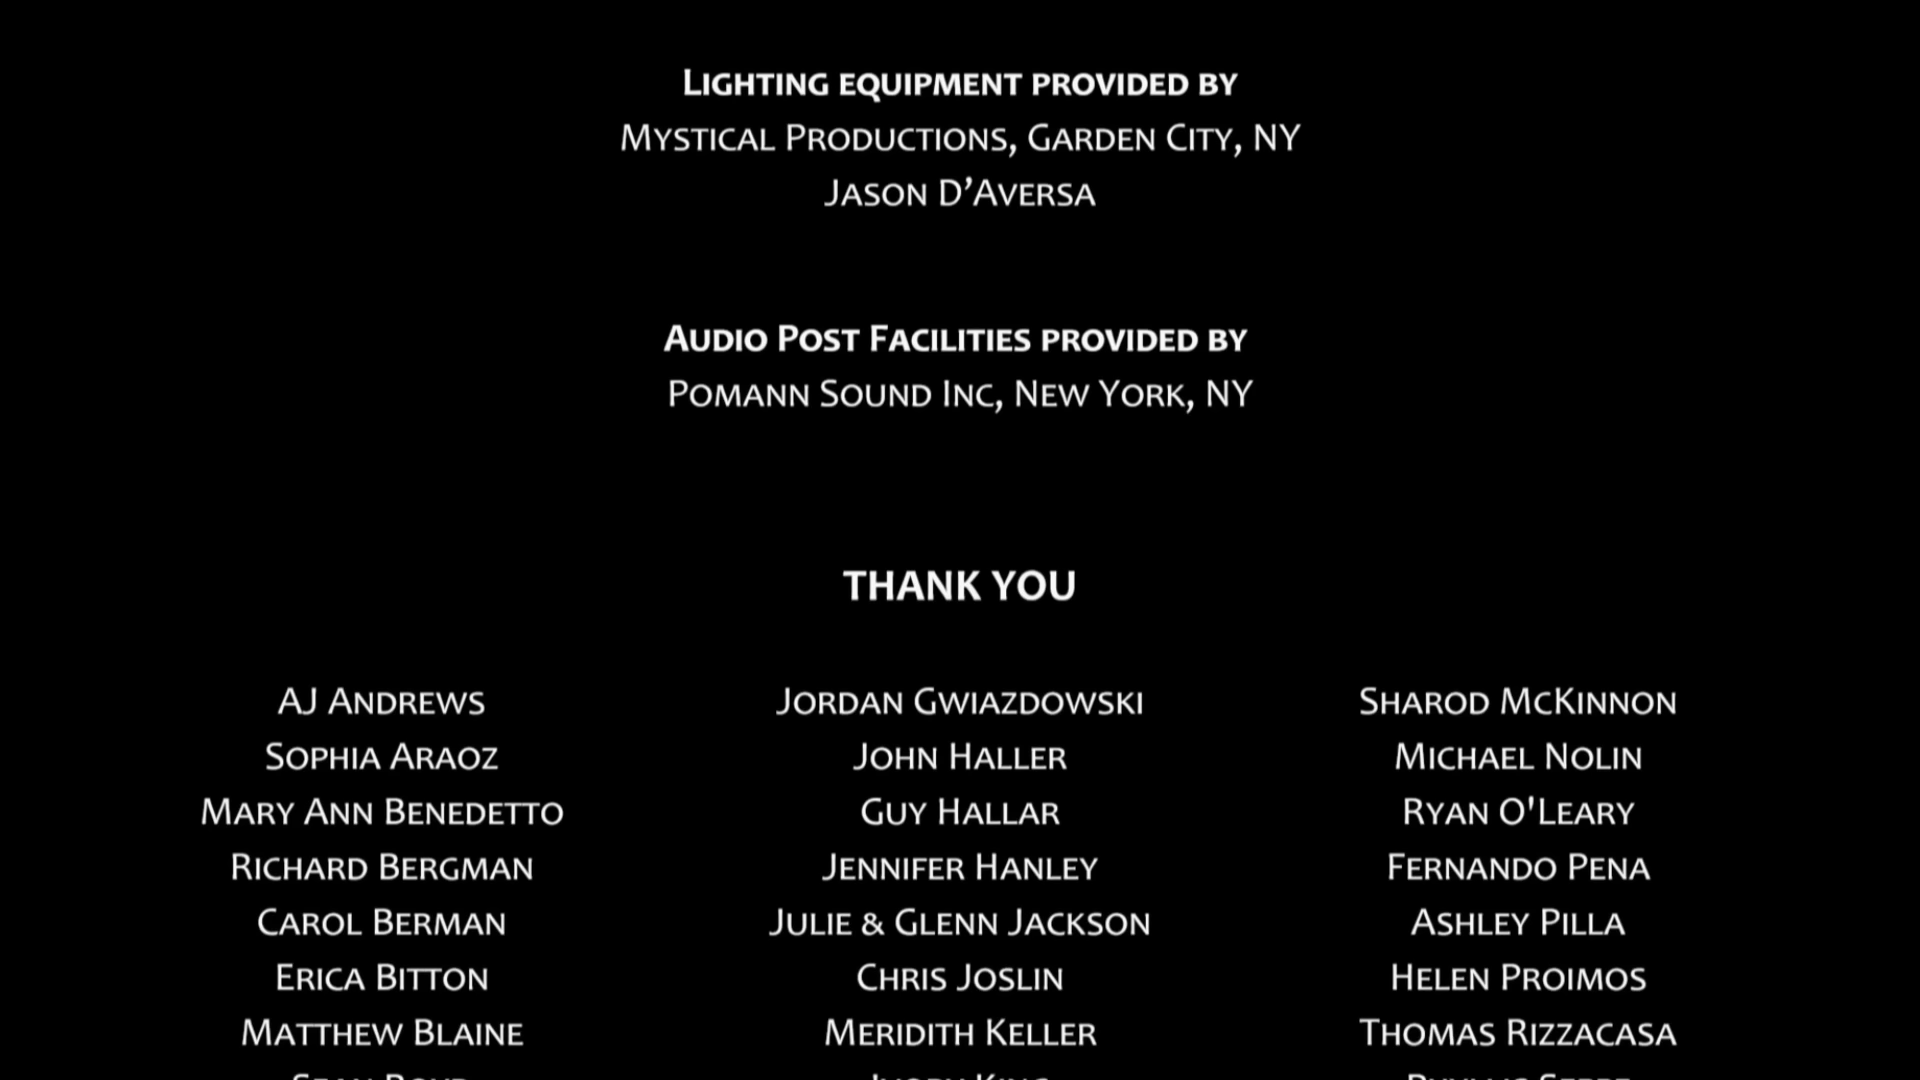 Lighting equipment provided by
Mystical Productions, Garden City, NY
Jason D’Aversa
Audio Post Facilities provided by
Pomann Sound Inc, New York, NY
THANK YOU
AJ Andrews
Sophia Araoz
Mary Ann Benedetto
Richard Bergman
Carol Berman
Erica Bitton
Matthew Blaine
Jordan Gwiazdowski
John Haller
Guy Hallar
Jennifer Hanley
Julie & Glenn Jackson
Chris Joslin
Meridith Keller
Sharod McKinnon
Michael Nolin
Ryan O'Leary
Fernando Pena
Ashley Pilla
Helen Proimos
Thomas Rizzacasa